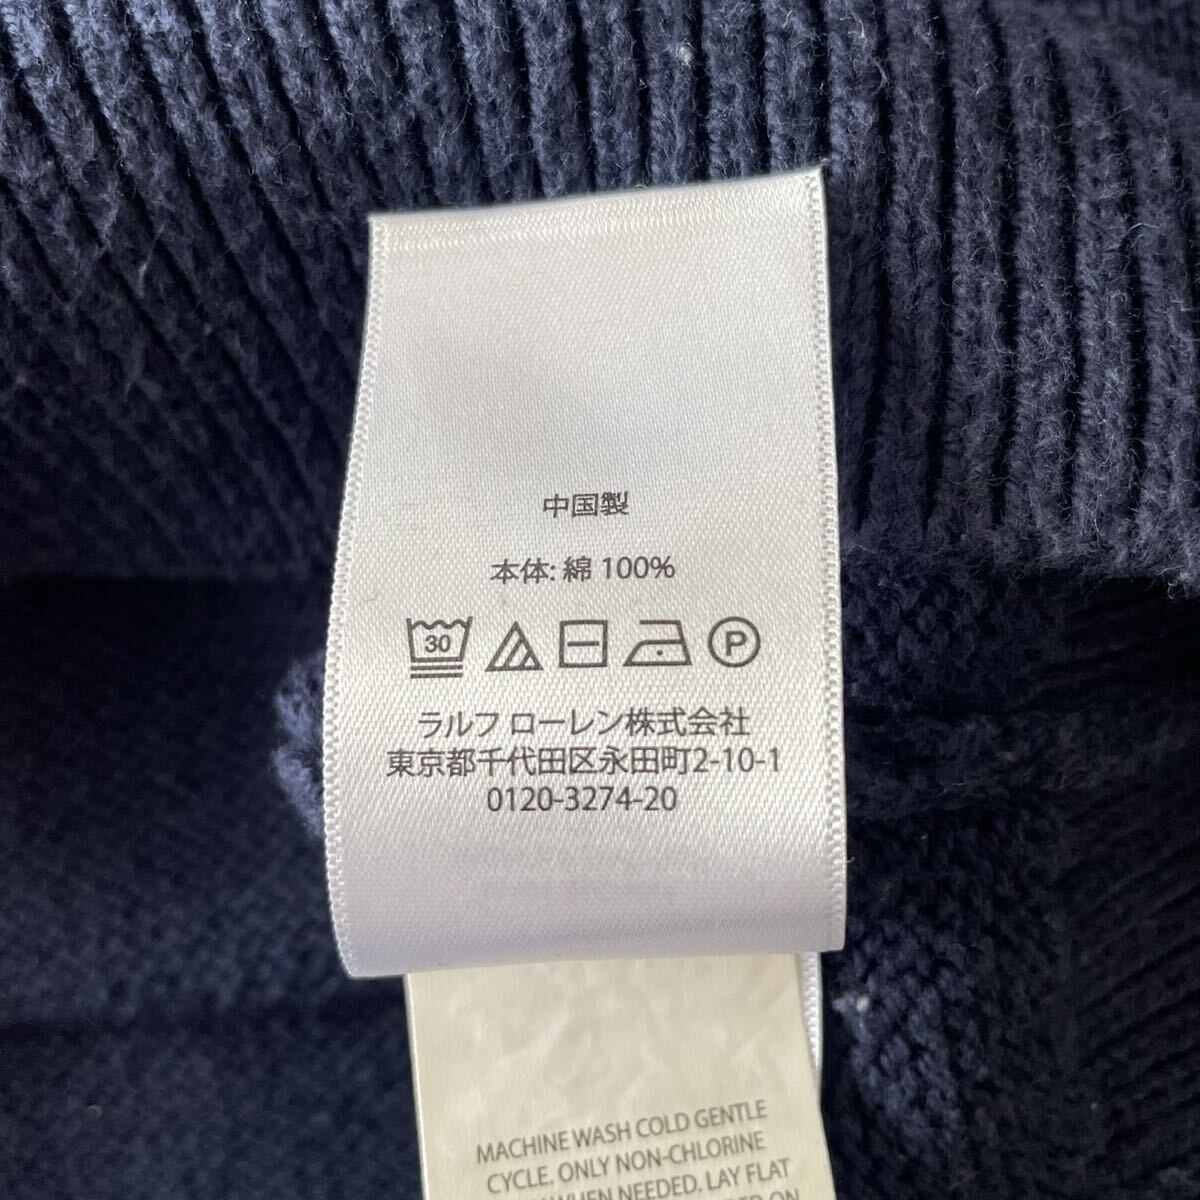 中国製
本体: 綿 100%
30 P
ラルフ ローレン株式会社
東京都千代田区永田町2-10-1
0120-3274-20
MACHINE WASH COLD GENTLE
CYCLE. ONLY NON-CHLORINE
WHEN NEEDED. LAY FLAT
ON